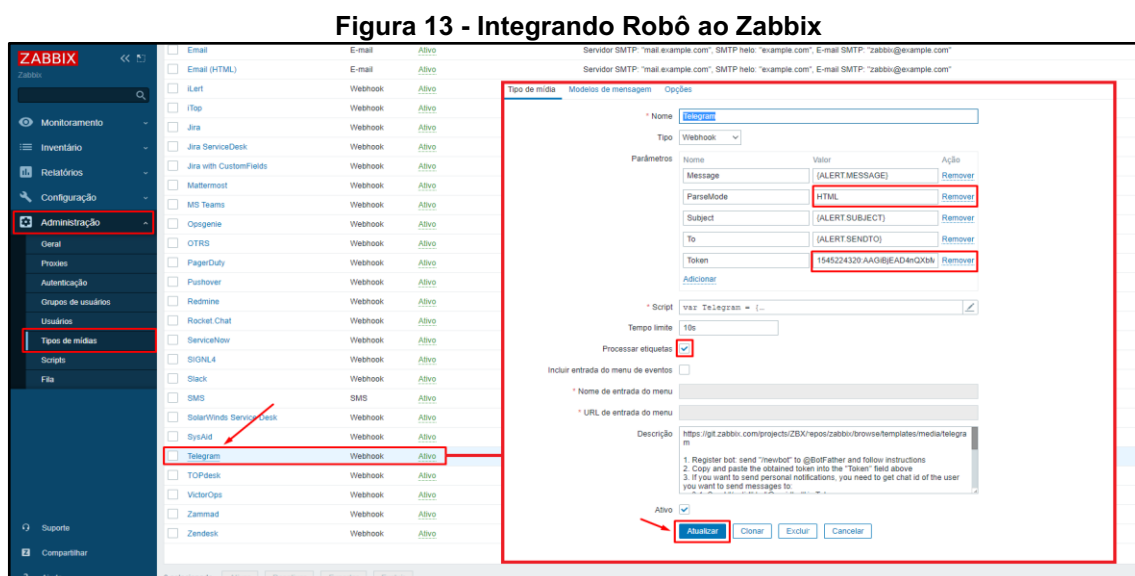 Figura 13 - Integrando Robô ao Zabbix
ZABBIX
Zabbix
Monitoramento
Inventário
Relatórios
Configuração
Administração
Geral
Proxies
Autenticação
Grupos de usuários
Usuários
Tipos de mídias
Scripts
Fila
Suporte
Compartilhar
Email E-mail Ativo Servidor SMTP: "mail.example.com", SMTP helo: "example.com", E-mail SMTP: "zabbix@example.com"
Email (HTML) E-mail Ativo Servidor SMTP: "mail.example.com", SMTP helo: "example.com", E-mail SMTP: "zabbix@example.com"
iLert Webhook Ativo
iTop Webhook Ativo
Jira Webhook Ativo
Jira ServiceDesk Webhook Ativo
Jira with CustomFields Webhook Ativo
Mattermost Webhook Ativo
MS Teams Webhook Ativo
Opsgenie Webhook Ativo
OTRS Webhook Ativo
PagerDuty Webhook Ativo
Pushover Webhook Ativo
Redmine Webhook Ativo
Rocket Chat Webhook Ativo
ServiceNow Webhook Ativo
SIGNL4 Webhook Ativo
Slack Webhook Ativo
SMS SMS Ativo
SolarWinds Service Desk Webhook Ativo
SysAid Webhook Ativo
Telegram Webhook Ativo
TOPdesk Webhook Ativo
VictorOps Webhook Ativo
Zammad Webhook Ativo
Zendesk Webhook Ativo
Tipo de mídia Modelos de mensagem Opções
* Nome Telegram
Tipo Webhook
Parâmetros Nome Valor Ação
Message {ALERT.MESSAGE} Remover
ParseMode HTML Remover
Subject {ALERT.SUBJECT} Remover
To {ALERT.SENDTO} Remover
Token Remover
Adicionar
* Script var Telegram = {...
Tempo limite 10s
Processar etiquetas
Incluir entrada do menu de eventos
* Nome de entrada do menu
* URL de entrada do menu
Descrição https://git.zabbix.com/projects/ZBX/repos/zabbix/browse/templates/media/telegra
m
1. Register bot: send "/newbot" to @BotFather and follow instructions
2. Copy and paste the obtained token into the "Token" field above
3. If you want to send personal notifications, you need to get chat id of the user
you want to send messages to:
Ativo
Atualizar Clonar Excluir Cancelar